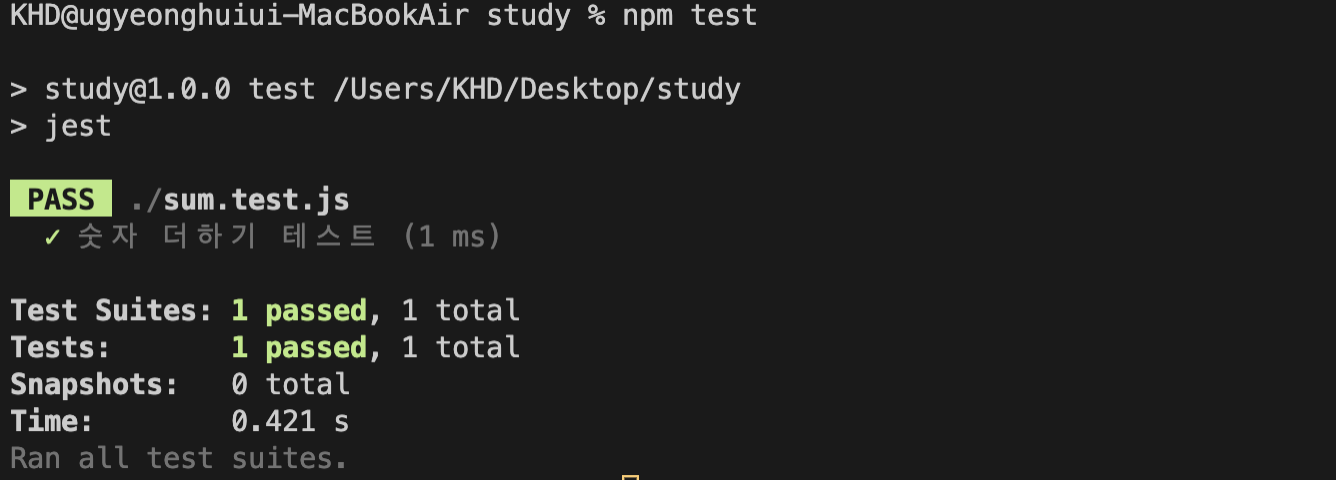 KHD@ugyeonghuiui-MacBookAir study % npm test
> study@1.0.0 test /Users/KHD/Desktop/study
> jest
PASS ./sum.test.js
✓ 숫자 더하기 테스트 (1 ms)
Test Suites: 1 passed, 1 total
Tests: 1 passed, 1 total
Snapshots: 0 total
Time: 0.421 s
Ran all test suites.